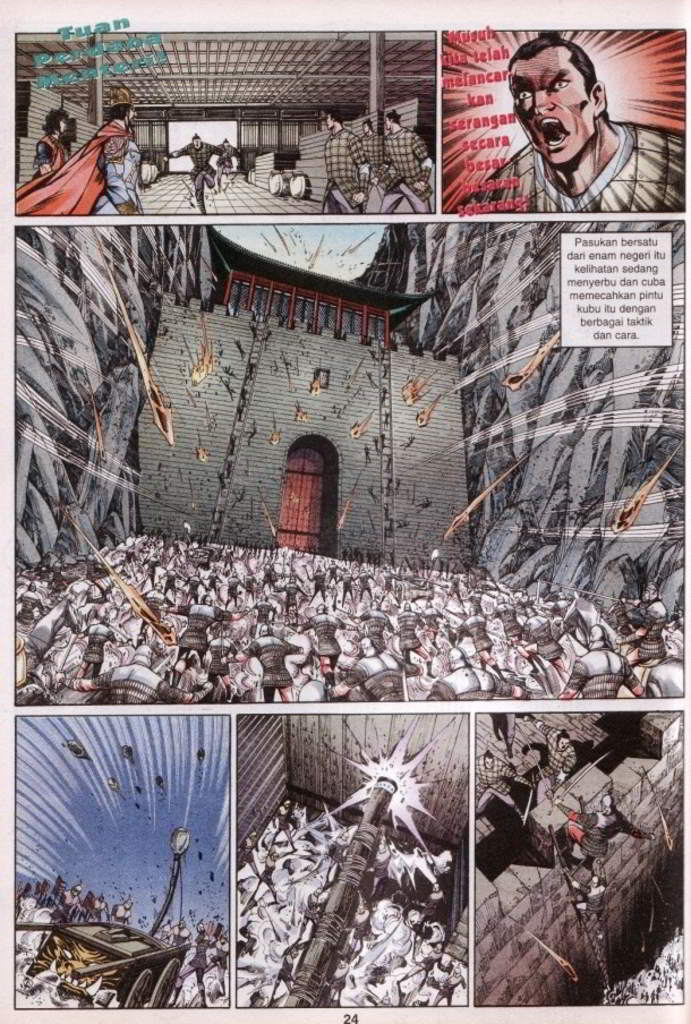 Tuan
Perdana
Menteri!
Musuh
kita telah
melancar
kan
serangan
secara
besar
besaran
sekarang!
Pasukan bersatu
dari enam negeri itu
kelihatan sedang
menyerbu dan cuba
memecahkan pintu
kubu itu dengan
berbagai taktik
dan cara.
24